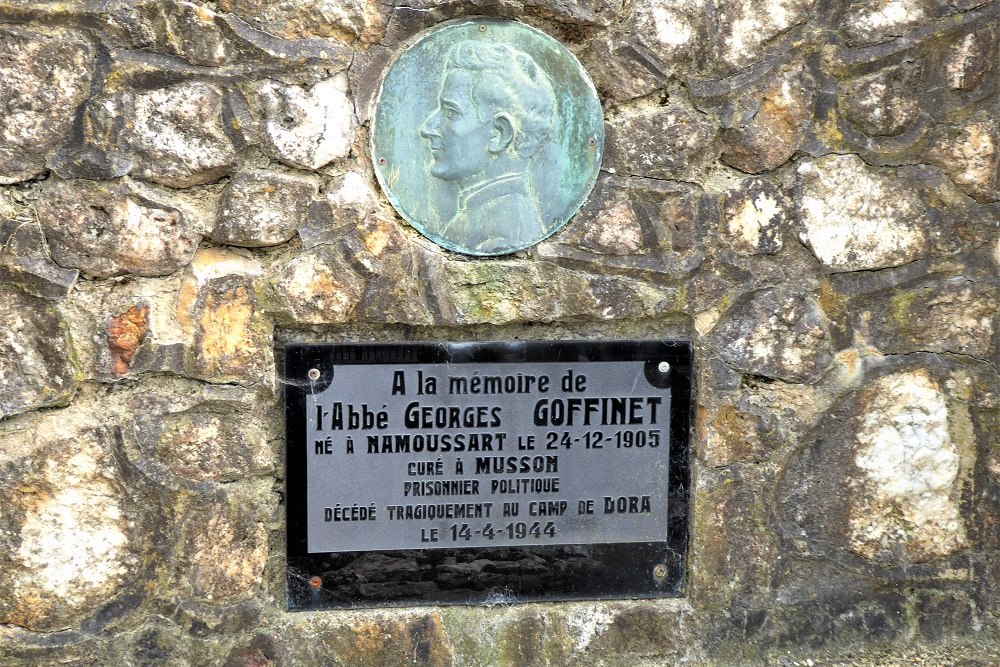 A la mémoire de
l'Abbé GEORGES GOFFINET
NÉ À NAMOUSSART LE 24-12-1905
CURÉ À MUSSON
PRISONNIER POLITIQUE
DÉCÉDÉ TRAGIQUEMENT AU CAMP DE DORA
LE 14-4-1944